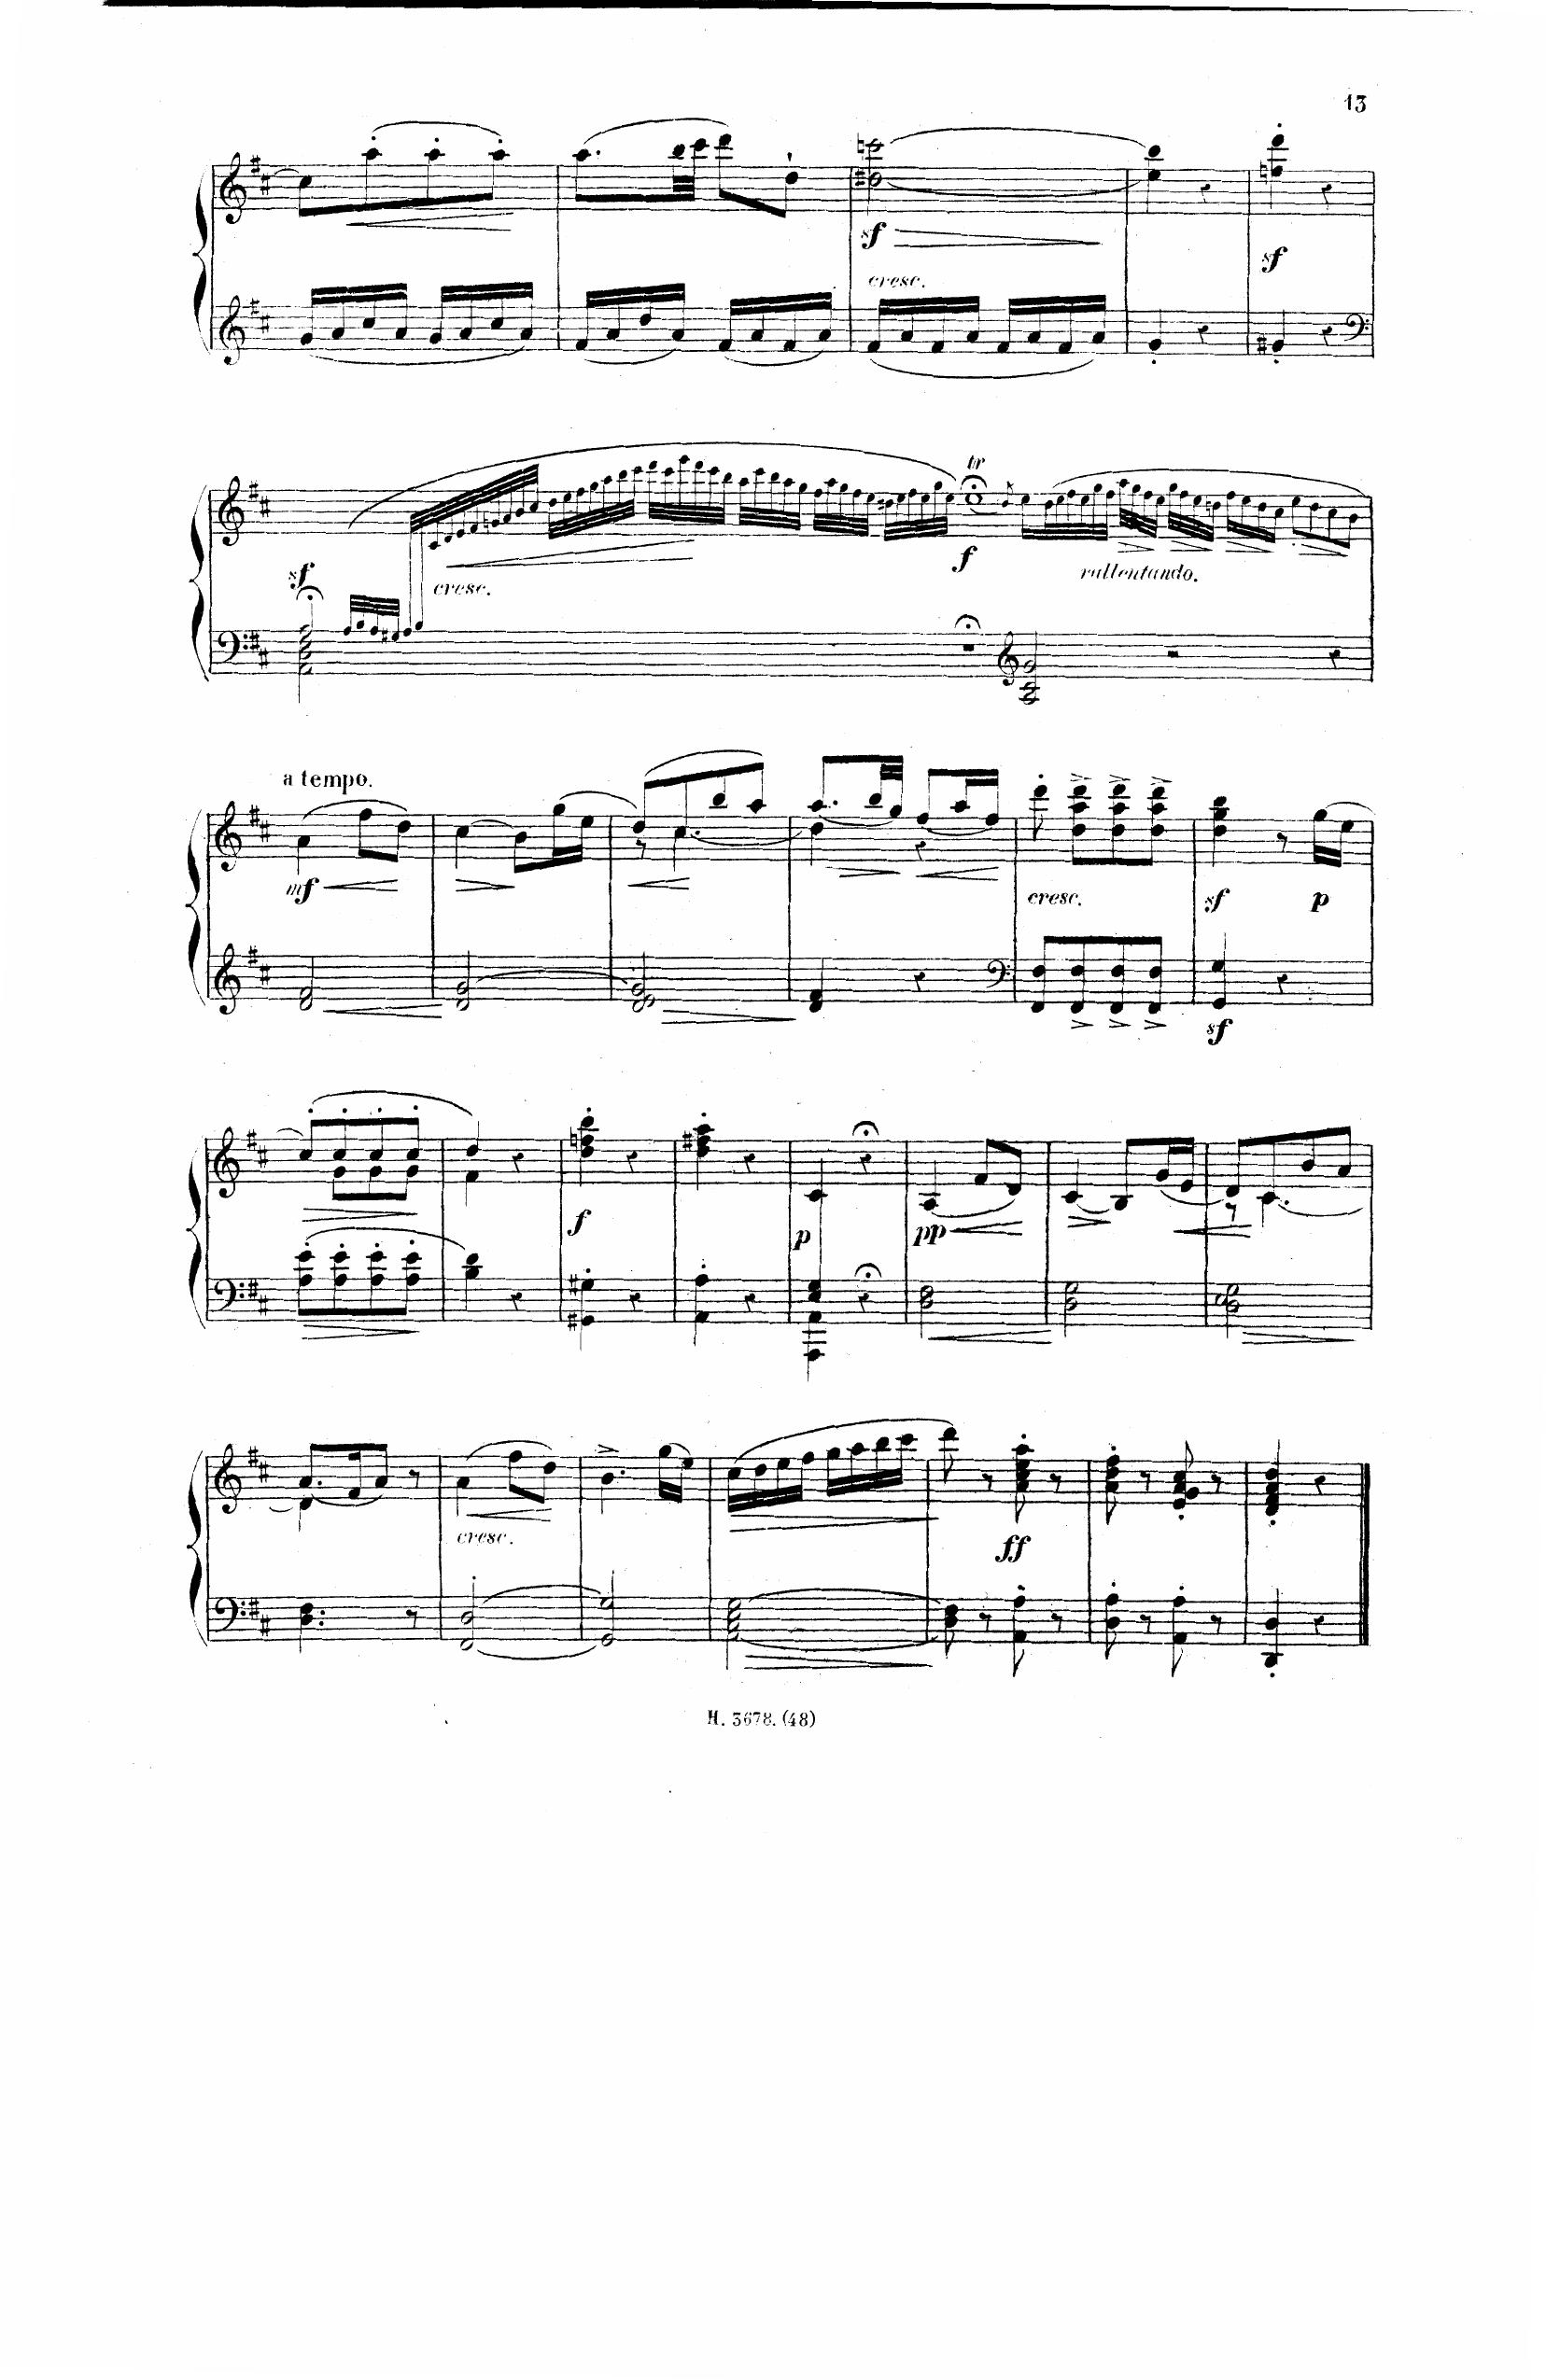 13
sf
cresc.
sf
sf
cresc.
f
tr
rallentando.
a tempo.
mf
cresc.
sf
p
sf
f
p
pp
cresc.
ff
H. 3678. (48)